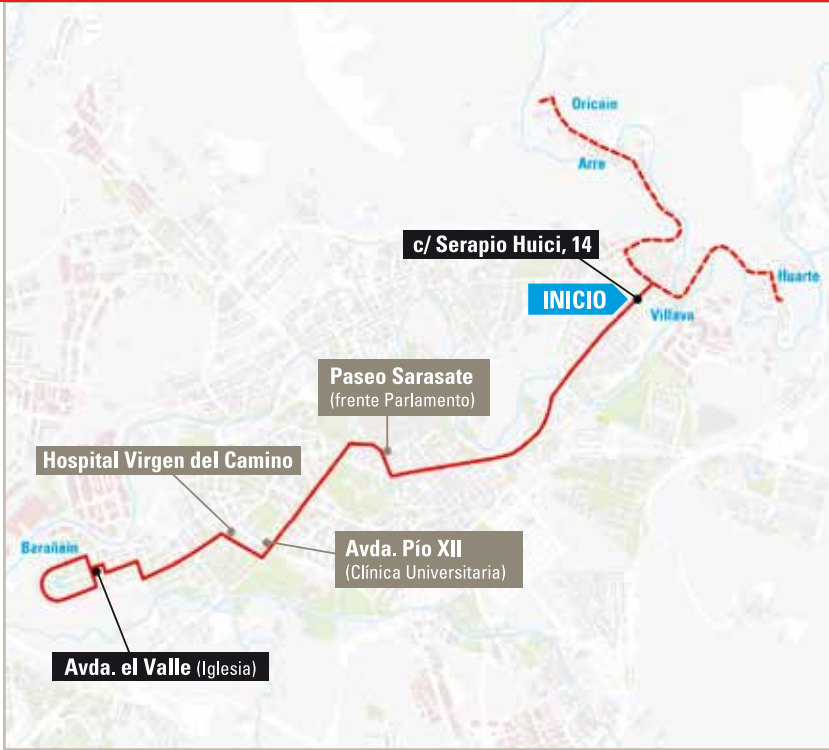 Oricain
Arre
c/ Serapio Huici, 14
Huarte
INICIO
Villava
Paseo Sarasate
(frente Parlamento)
Hospital Virgen del Camino
Avda. Pío XII
(Clínica Universitaria)
Barañain
Avda. el Valle (Iglesia)